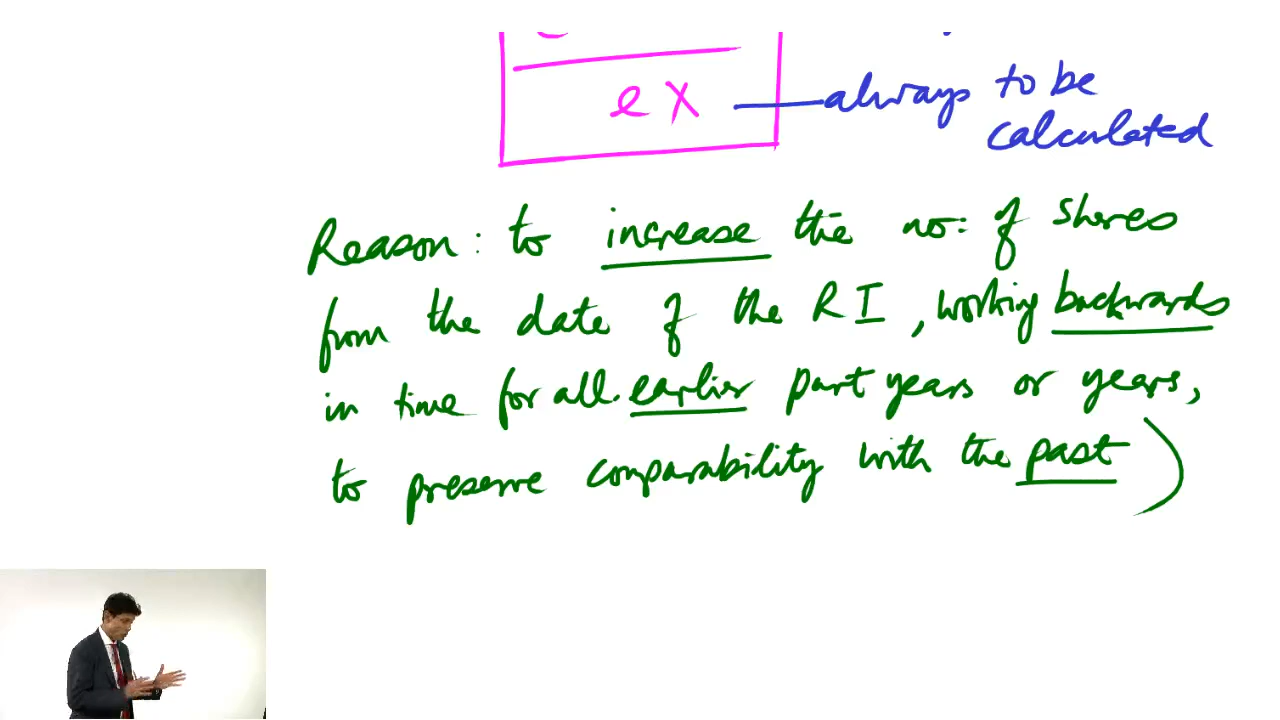 ex
always to be
calculated
Reason: to increase the no: of shares
from the date of the RI, working backwards
in time for all earlier part years or years,
to preserve comparability with the past)